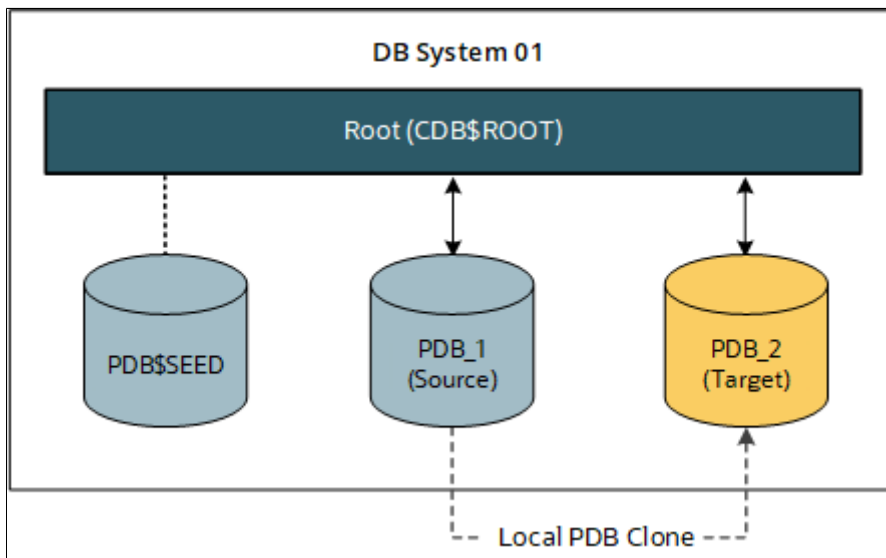 DB System 01
Root (CDB$ROOT)
PDB$SEED
PDB_1
(Source)
PDB_2
(Target)
Local PDB Clone